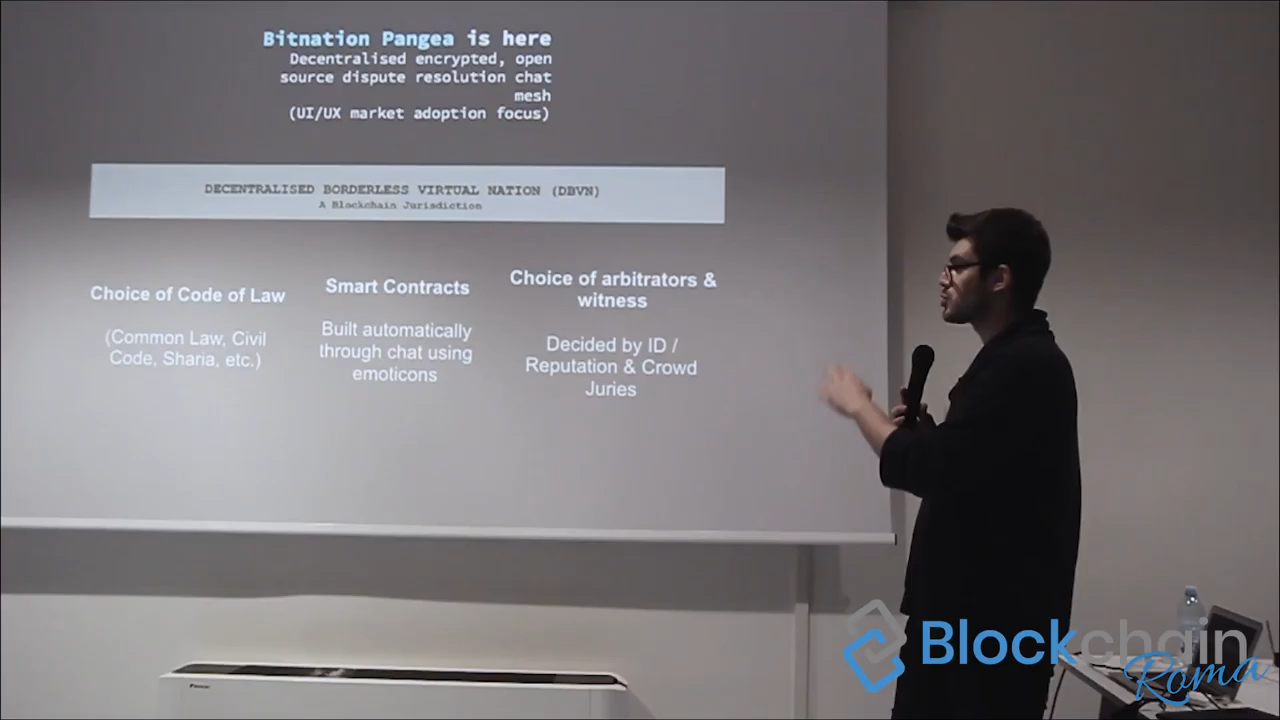 Bitnation Pangea is here
Decentralised encrypted, open
source dispute resolution chat
mesh
(UI/UX market adoption focus)
DECENTRALISED BORDERLESS VIRTUAL NATION (DBVN)
A Blockchain Jurisdiction
Choice of Code of Law
(Common Law, Civil
Code, Sharia, etc.)
Smart Contracts
Built automatically
through chat using
emoticons
Choice of arbitrators &
witness
Decided by ID /
Reputation & Crowd
Juries
Blockchain
Roma